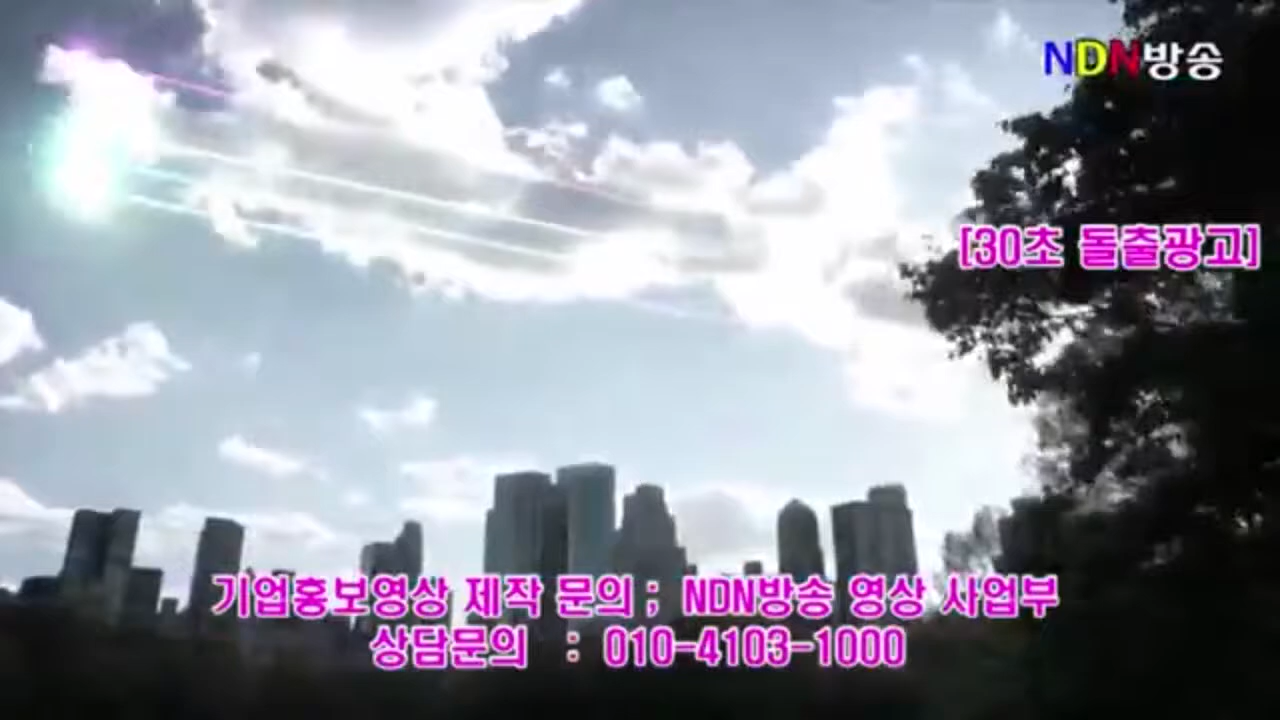 NDN방송
[30초 돌출광고]
기업홍보영상 제작 문의 ; NDN방송 영상 사업부
상담문의 : 010-4103-1000